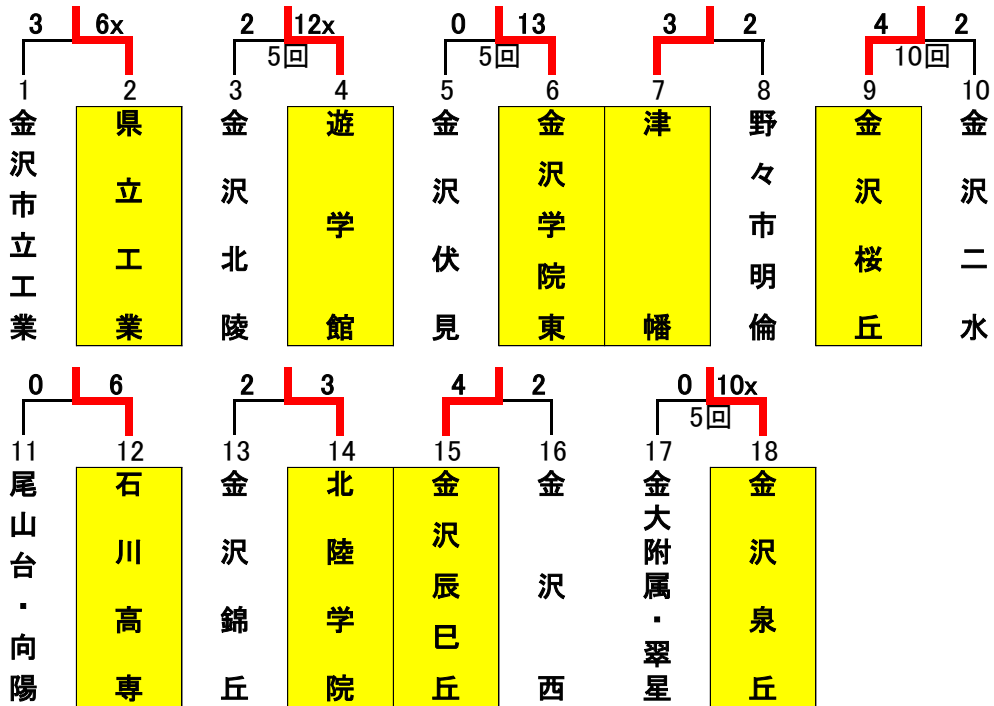 3 6x 2 12x 0 13 3 2 4 2
5回 5回 10回
1 2 3 4 5 6 7 8 9 10
金沢市立工業
県立工業
金沢北陵
遊学館
金沢伏見
金沢学院東
津幡
野々市明倫
金沢桜丘
金沢二水
0 6 2 3 4 2 0 10x
5回
11 12 13 14 15 16 17 18
尾山台・向陽
石川高専
金沢錦丘
北陸学院
金沢辰巳丘
金沢西
金大附属・翠星
金沢泉丘